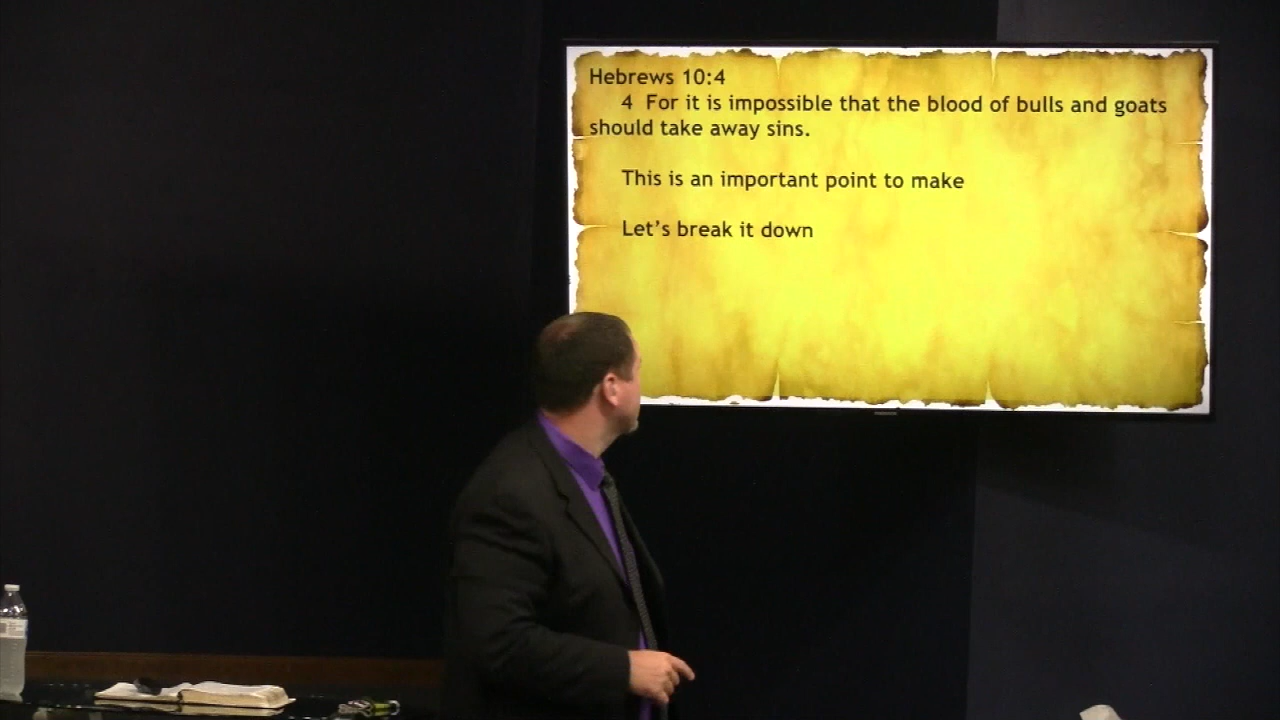 Hebrews 10:4
4 For it is impossible that the blood of bulls and goats
should take away sins.
This is an important point to make
Let's break it down